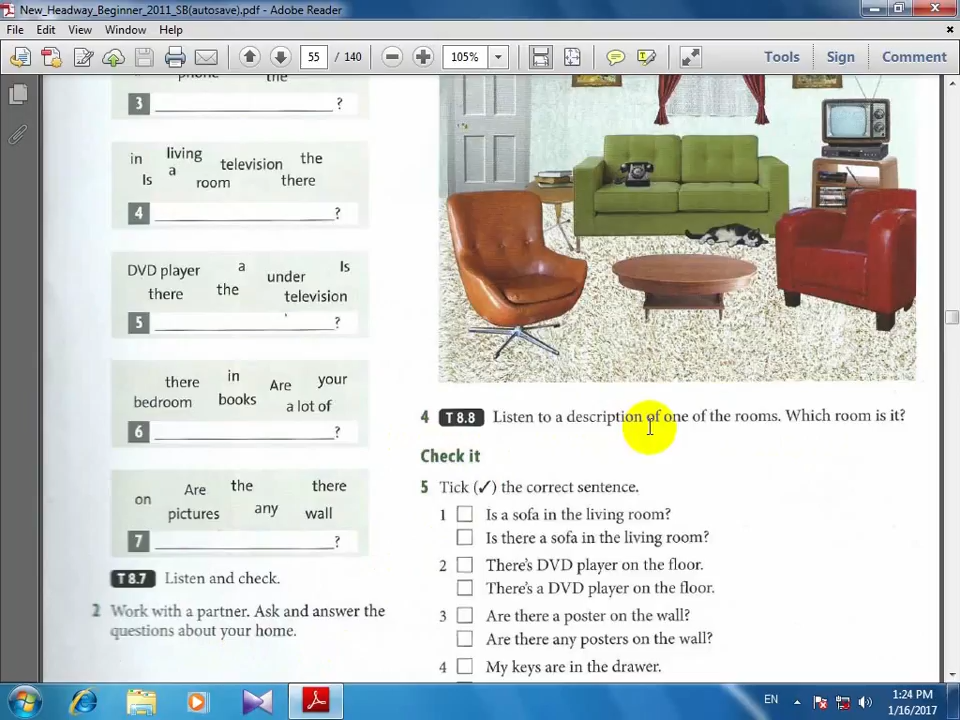 New_Headway_Beginner_2011_SB(autosave).pdf - Adobe Reader
File Edit View Window Help
55 / 140 105% Tools Sign Comment
phone the
3 ?
in living television the
Is a room there
4 ?
DVD player a under Is
there the television
5 ?
there in Are your
bedroom books a lot of
6 ?
on Are the there
pictures any wall
7 ?
T 8.7 Listen and check.
2 Work with a partner. Ask and answer the
questions about your home.
4 T 8.8 Listen to a description of one of the rooms. Which room is it?
Check it
5 Tick (✓) the correct sentence.
1 Is a sofa in the living room?
Is there a sofa in the living room?
2 There's DVD player on the floor.
There's a DVD player on the floor.
3 Are there a poster on the wall?
Are there any posters on the wall?
4 My keys are in the drawer.
EN 1:24 PM
1/16/2017